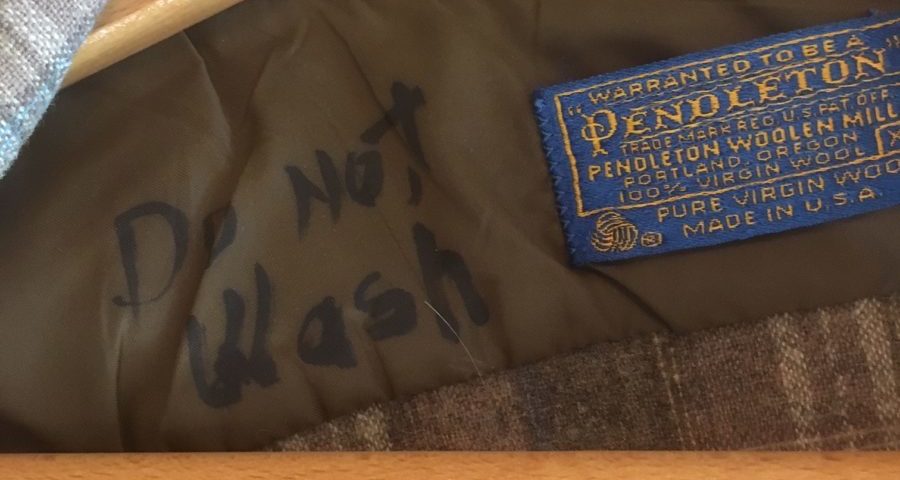 Do Not
Wash
"WARRANTED TO BE A
"PENDLETON"
TRADE MARK REG. U.S. PAT. OFF.
PENDLETON WOOLEN MILL
PORTLAND, OREGON
100% VIRGIN WOOL
PURE VIRGIN WOO
MADE IN U.S.A.